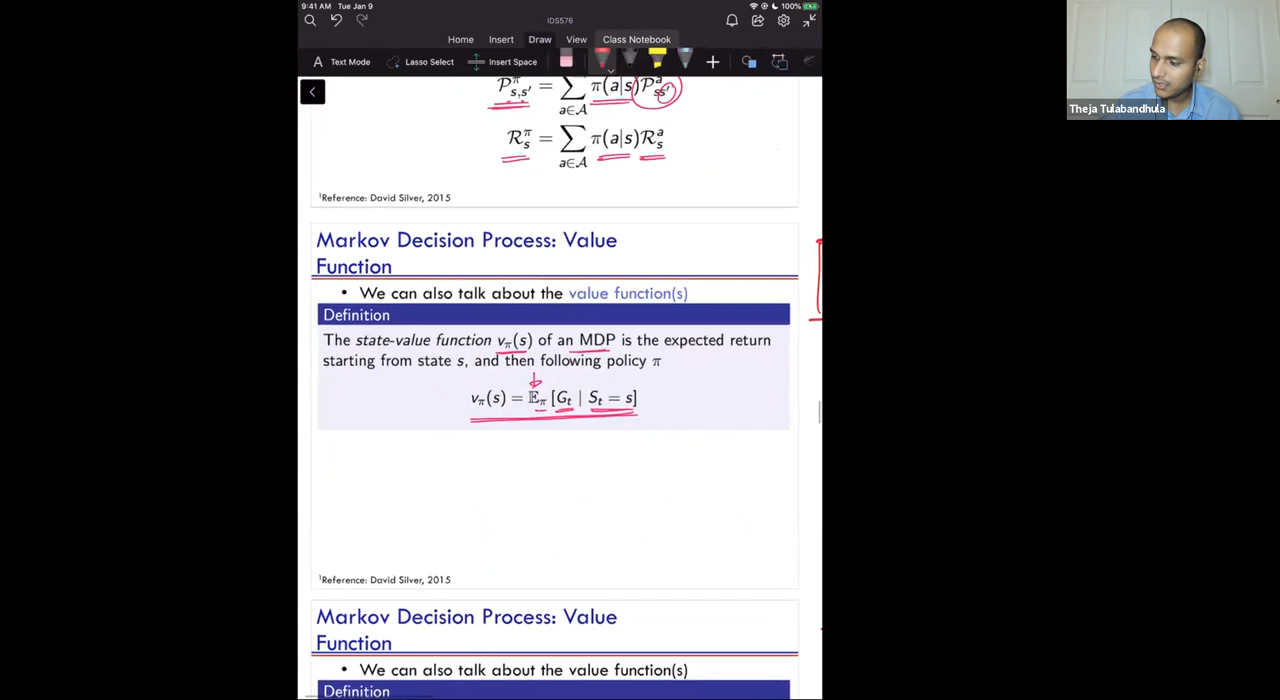 9:41 AM Tue Jan 9
100%
IDS576
Home Insert Draw View Class Notebook
A Text Mode Lasso Select Insert Space
𝒫^π_{s,s'} = ∑_{a∈𝒜} π(a|s)𝒫^a_{ss'}
ℛ^π_s = ∑_{a∈𝒜} π(a|s)ℛ^a_s
¹Reference: David Silver, 2015
Markov Decision Process: Value
Function
• We can also talk about the value function(s)
Definition
The state-value function v_π(s) of an MDP is the expected return
starting from state s, and then following policy π
v_π(s) = 𝔼_π [G_t | S_t = s]
¹Reference: David Silver, 2015
Markov Decision Process: Value
Function
• We can also talk about the value function(s)
Definition
Theja Tulabandhula